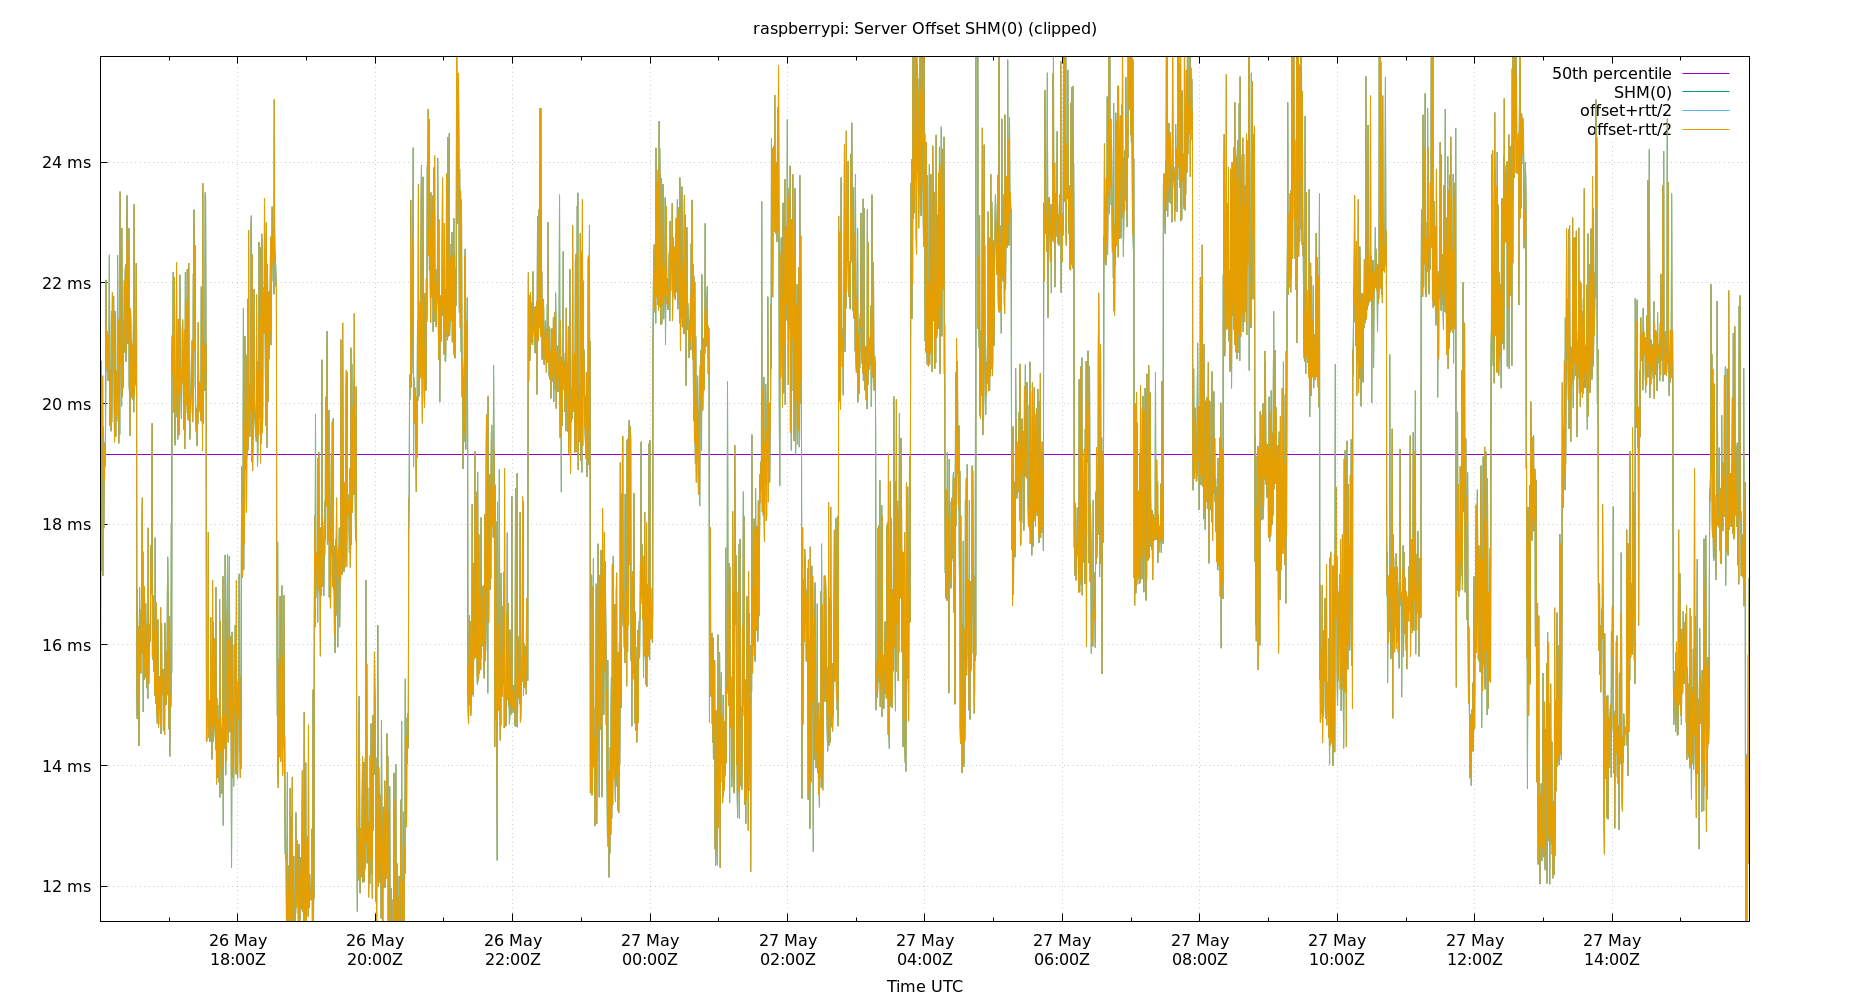 raspberrypi: Server Offset SHM(0) (clipped)
50th percentile
SHM(0)
offset+rtt/2
offset-rtt/2
24 ms
22 ms
20 ms
18 ms
16 ms
14 ms
12 ms
26 May 26 May 26 May 27 May 27 May 27 May 27 May 27 May 27 May 27 May 27 May
18:00Z 20:00Z 22:00Z 00:00Z 02:00Z 04:00Z 06:00Z 08:00Z 10:00Z 12:00Z 14:00Z
Time UTC